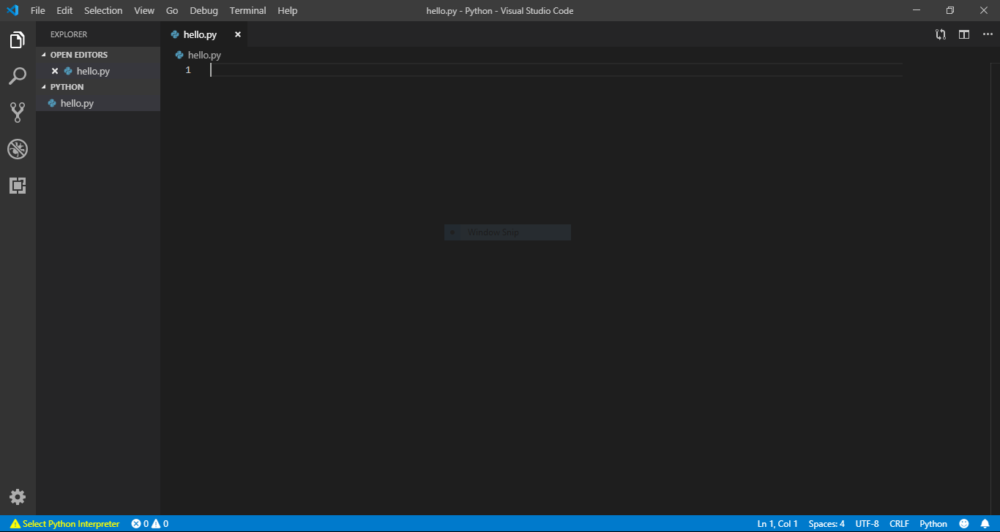 File Edit Selection View Go Debug Terminal Help hello.py - Python - Visual Studio Code
EXPLORER
hello.py
OPEN EDITORS
hello.py
PYTHON
hello.py
hello.py
1
Window Snip
Select Python Interpreter 0 0 Ln 1, Col 1 Spaces: 4 UTF-8 CRLF Python